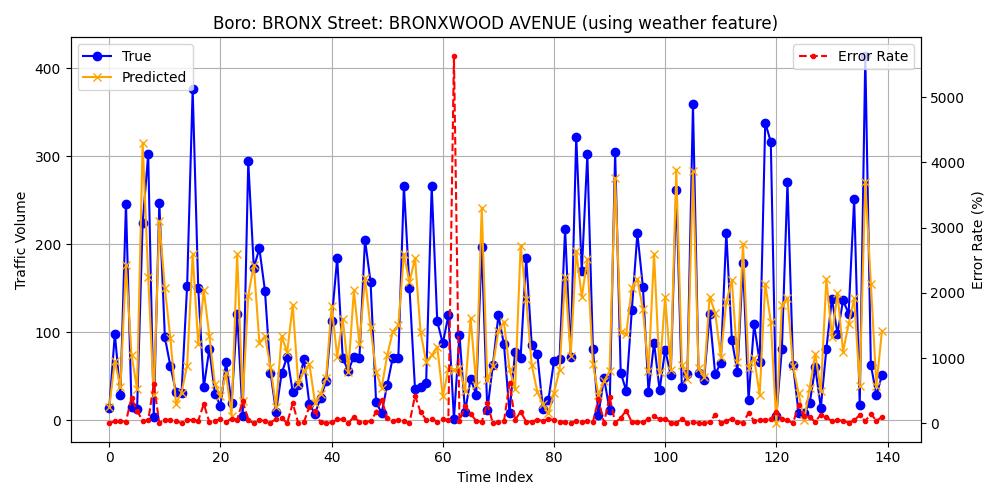 Boro: BRONX Street: BRONXWOOD AVENUE (using weather feature)
True
Predicted
Error Rate
Traffic Volume
400
300
200
100
0
5000
4000
3000
2000
1000
0
Error Rate (%)
0 20 40 60 80 100 120 140
Time Index